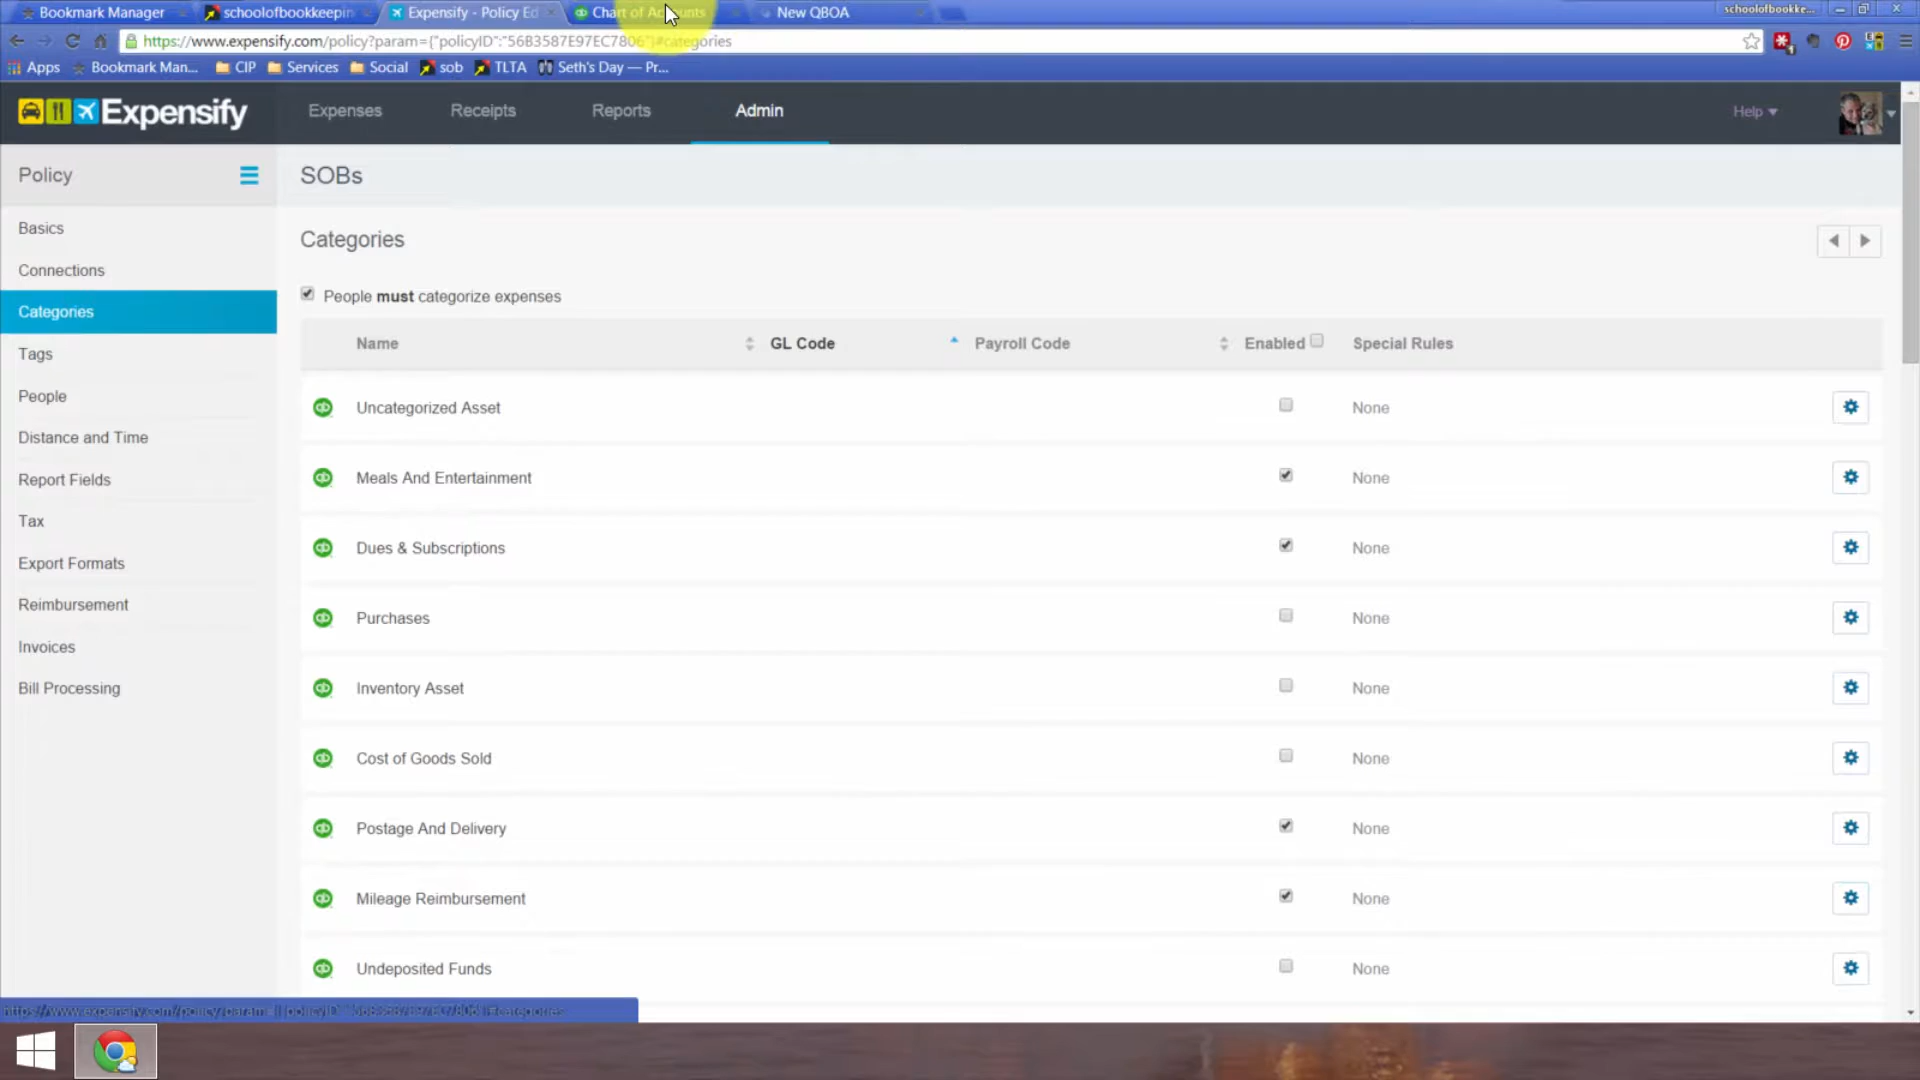 Bookmark Manager
schoolofbookkeepin
Expensify - Policy Ed
Chart of Accounts
New QBOA
schoolofbookke...
https://www.expensify.com/policy?param={"policyID":"56B3587E97EC7806"}#categories
Apps
Bookmark Man...
CIP
Services
Social
sob
TLTA
Seth's Day — Pr...
Expensify
Expenses
Receipts
Reports
Admin
Help
Policy
SOBs
Basics
Connections
Categories
Tags
People
Distance and Time
Report Fields
Tax
Export Formats
Reimbursement
Invoices
Bill Processing
Categories
People must categorize expenses
Name GL Code Payroll Code Enabled Special Rules
Uncategorized Asset None
Meals And Entertainment None
Dues & Subscriptions None
Purchases None
Inventory Asset None
Cost of Goods Sold None
Postage And Delivery None
Mileage Reimbursement None
Undeposited Funds None